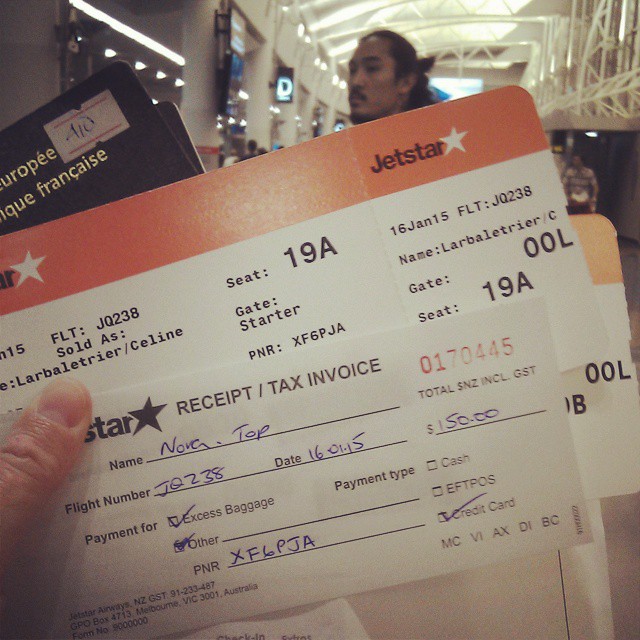 D
AIO
uropée
ique française
Jetstar
16Jan15 FLT:JQ238
Name:Larbaletrier/C
00L
Gate:
19A
Seat:
Seat: 19A
Gate:
Starter
PNR: XF6PJA
n15 FLT: JQ238
Sold As:
e:Larbaletrier/Celine
00L
0B
star RECEIPT / TAX INVOICE 0170445
TOTAL $NZ INCL. GST
Name Nova. Top $150.00
Flight Number JQ238 Date 16.01.15
Payment for Excess Baggage Payment type Cash
Other EFTPOS
PNR XF6PJA Credit Card
MC VI AX DI BC
Jetstar Airways, NZ GST 91-233-487
GPO Box 4713, Melbourne, VIC 3001, Australia
Form No. 9000000
Check-In Extras